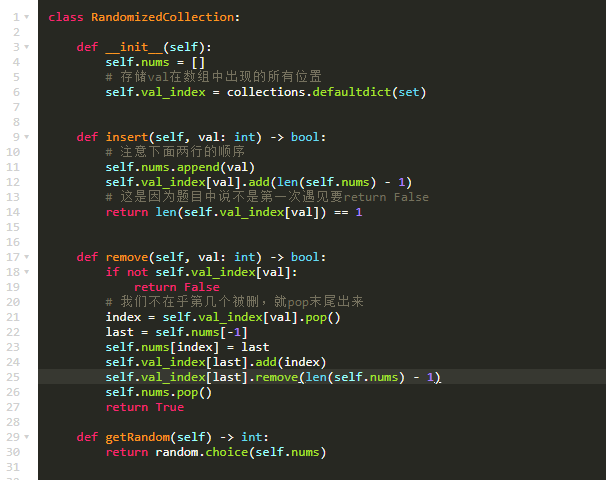 1 class RandomizedCollection:
2
3     def __init__(self):
4         self.nums = []
5         # 存储val在数组中出现的所有位置
6         self.val_index = collections.defaultdict(set)
7
8
9     def insert(self, val: int) -> bool:
10         # 注意下面两行的顺序
11         self.nums.append(val)
12         self.val_index[val].add(len(self.nums) - 1)
13         # 这是因为题目中说不是第一次遇见要return False
14         return len(self.val_index[val]) == 1
15
16
17     def remove(self, val: int) -> bool:
18         if not self.val_index[val]:
19             return False
20         # 我们不在乎第几个被删，就pop末尾出来
21         index = self.val_index[val].pop()
22         last = self.nums[-1]
23         self.nums[index] = last
24         self.val_index[last].add(index)
25         self.val_index[last].remove(len(self.nums) - 1)
26         self.nums.pop()
27         return True
28
29     def getRandom(self) -> int:
30         return random.choice(self.nums)
31